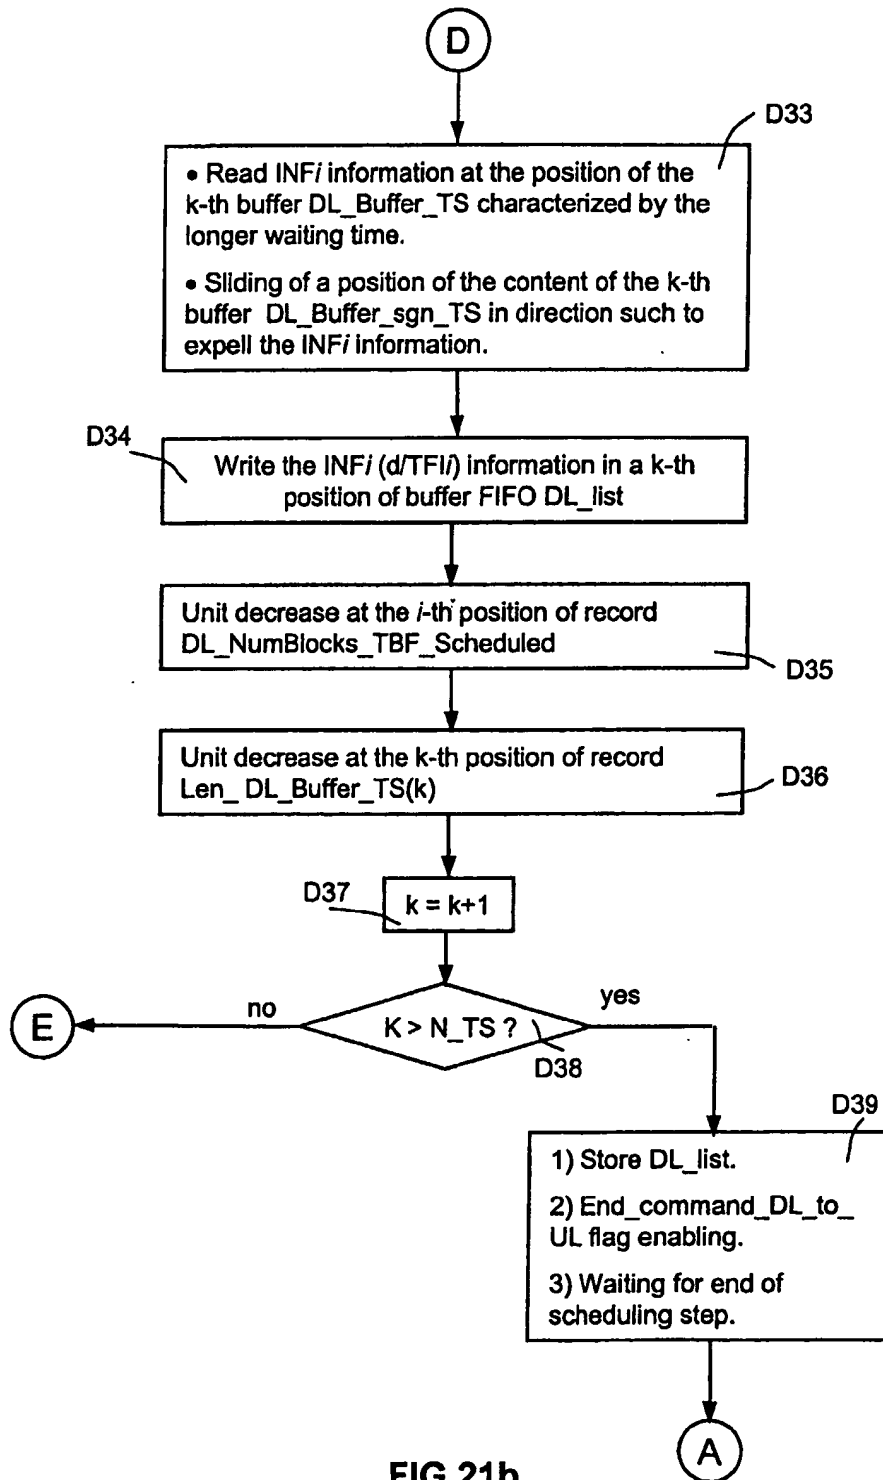 D
D33
• Read INFi information at the position of the
k-th buffer DL_Buffer_TS characterized by the
longer waiting time.
• Sliding of a position of the content of the k-th
buffer DL_Buffer_sgn_TS in direction such to
expell the INFi information.
D34
Write the INFi (d/TFIi) information in a k-th
position of buffer FIFO DL_list
Unit decrease at the i-th position of record
DL_NumBlocks_TBF_Scheduled
D35
Unit decrease at the k-th position of record
Len_ DL_Buffer_TS(k)
D36
D37
k = k+1
E
no
K > N_TS ?
yes
D38
D39
1) Store DL_list.
2) End_command_DL_to_
UL flag enabling.
3) Waiting for end of
scheduling step.
A
FIG.21b